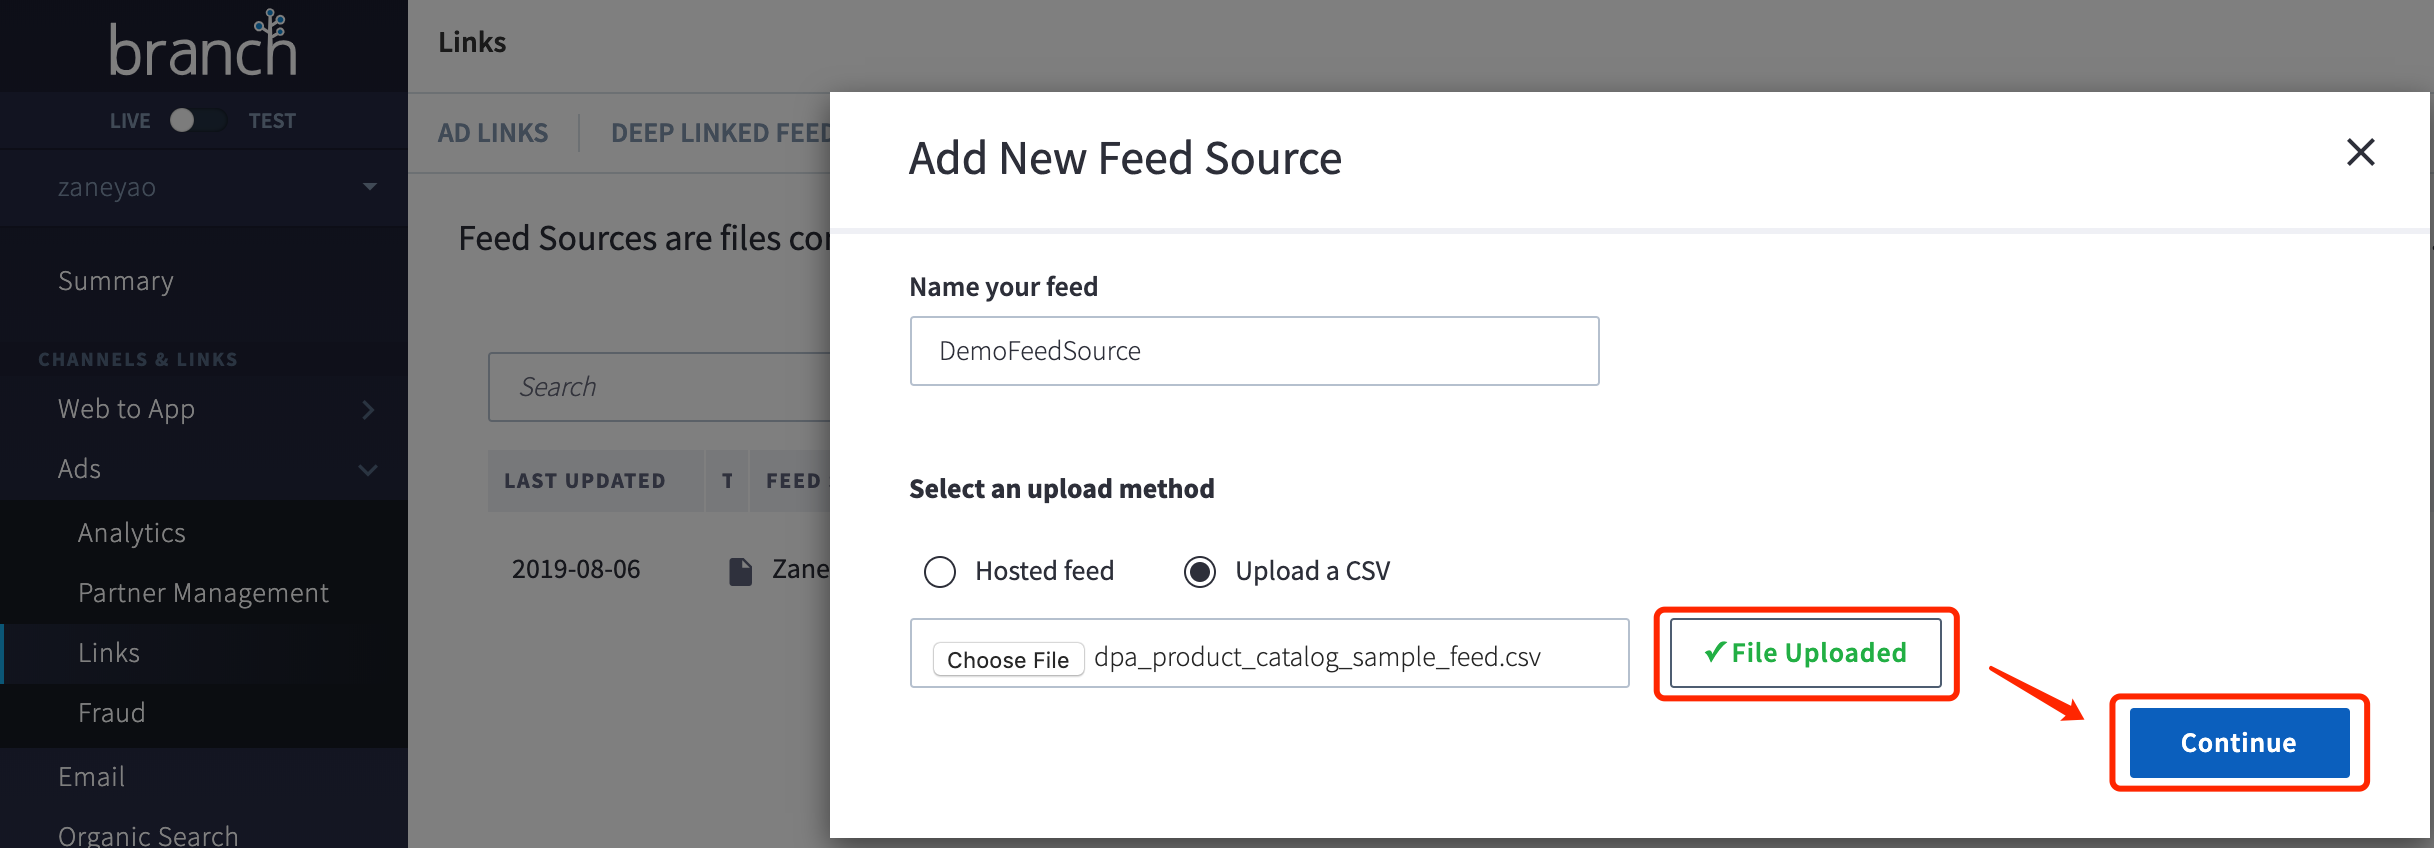 branch
LIVE TEST
zaneyao
Summary
CHANNELS & LINKS
Web to App
Ads
Analytics
Partner Management
Links
Fraud
Email
Organic Search
Links
AD LINKS DEEP LINKED FEED
Feed Sources are files con
Search
LAST UPDATED T FEED
2019-08-06 Zane
Add New Feed Source
Name your feed
DemoFeedSource
Select an upload method
Hosted feed Upload a CSV
Choose File dpa_product_catalog_sample_feed.csv
✓File Uploaded
Continue